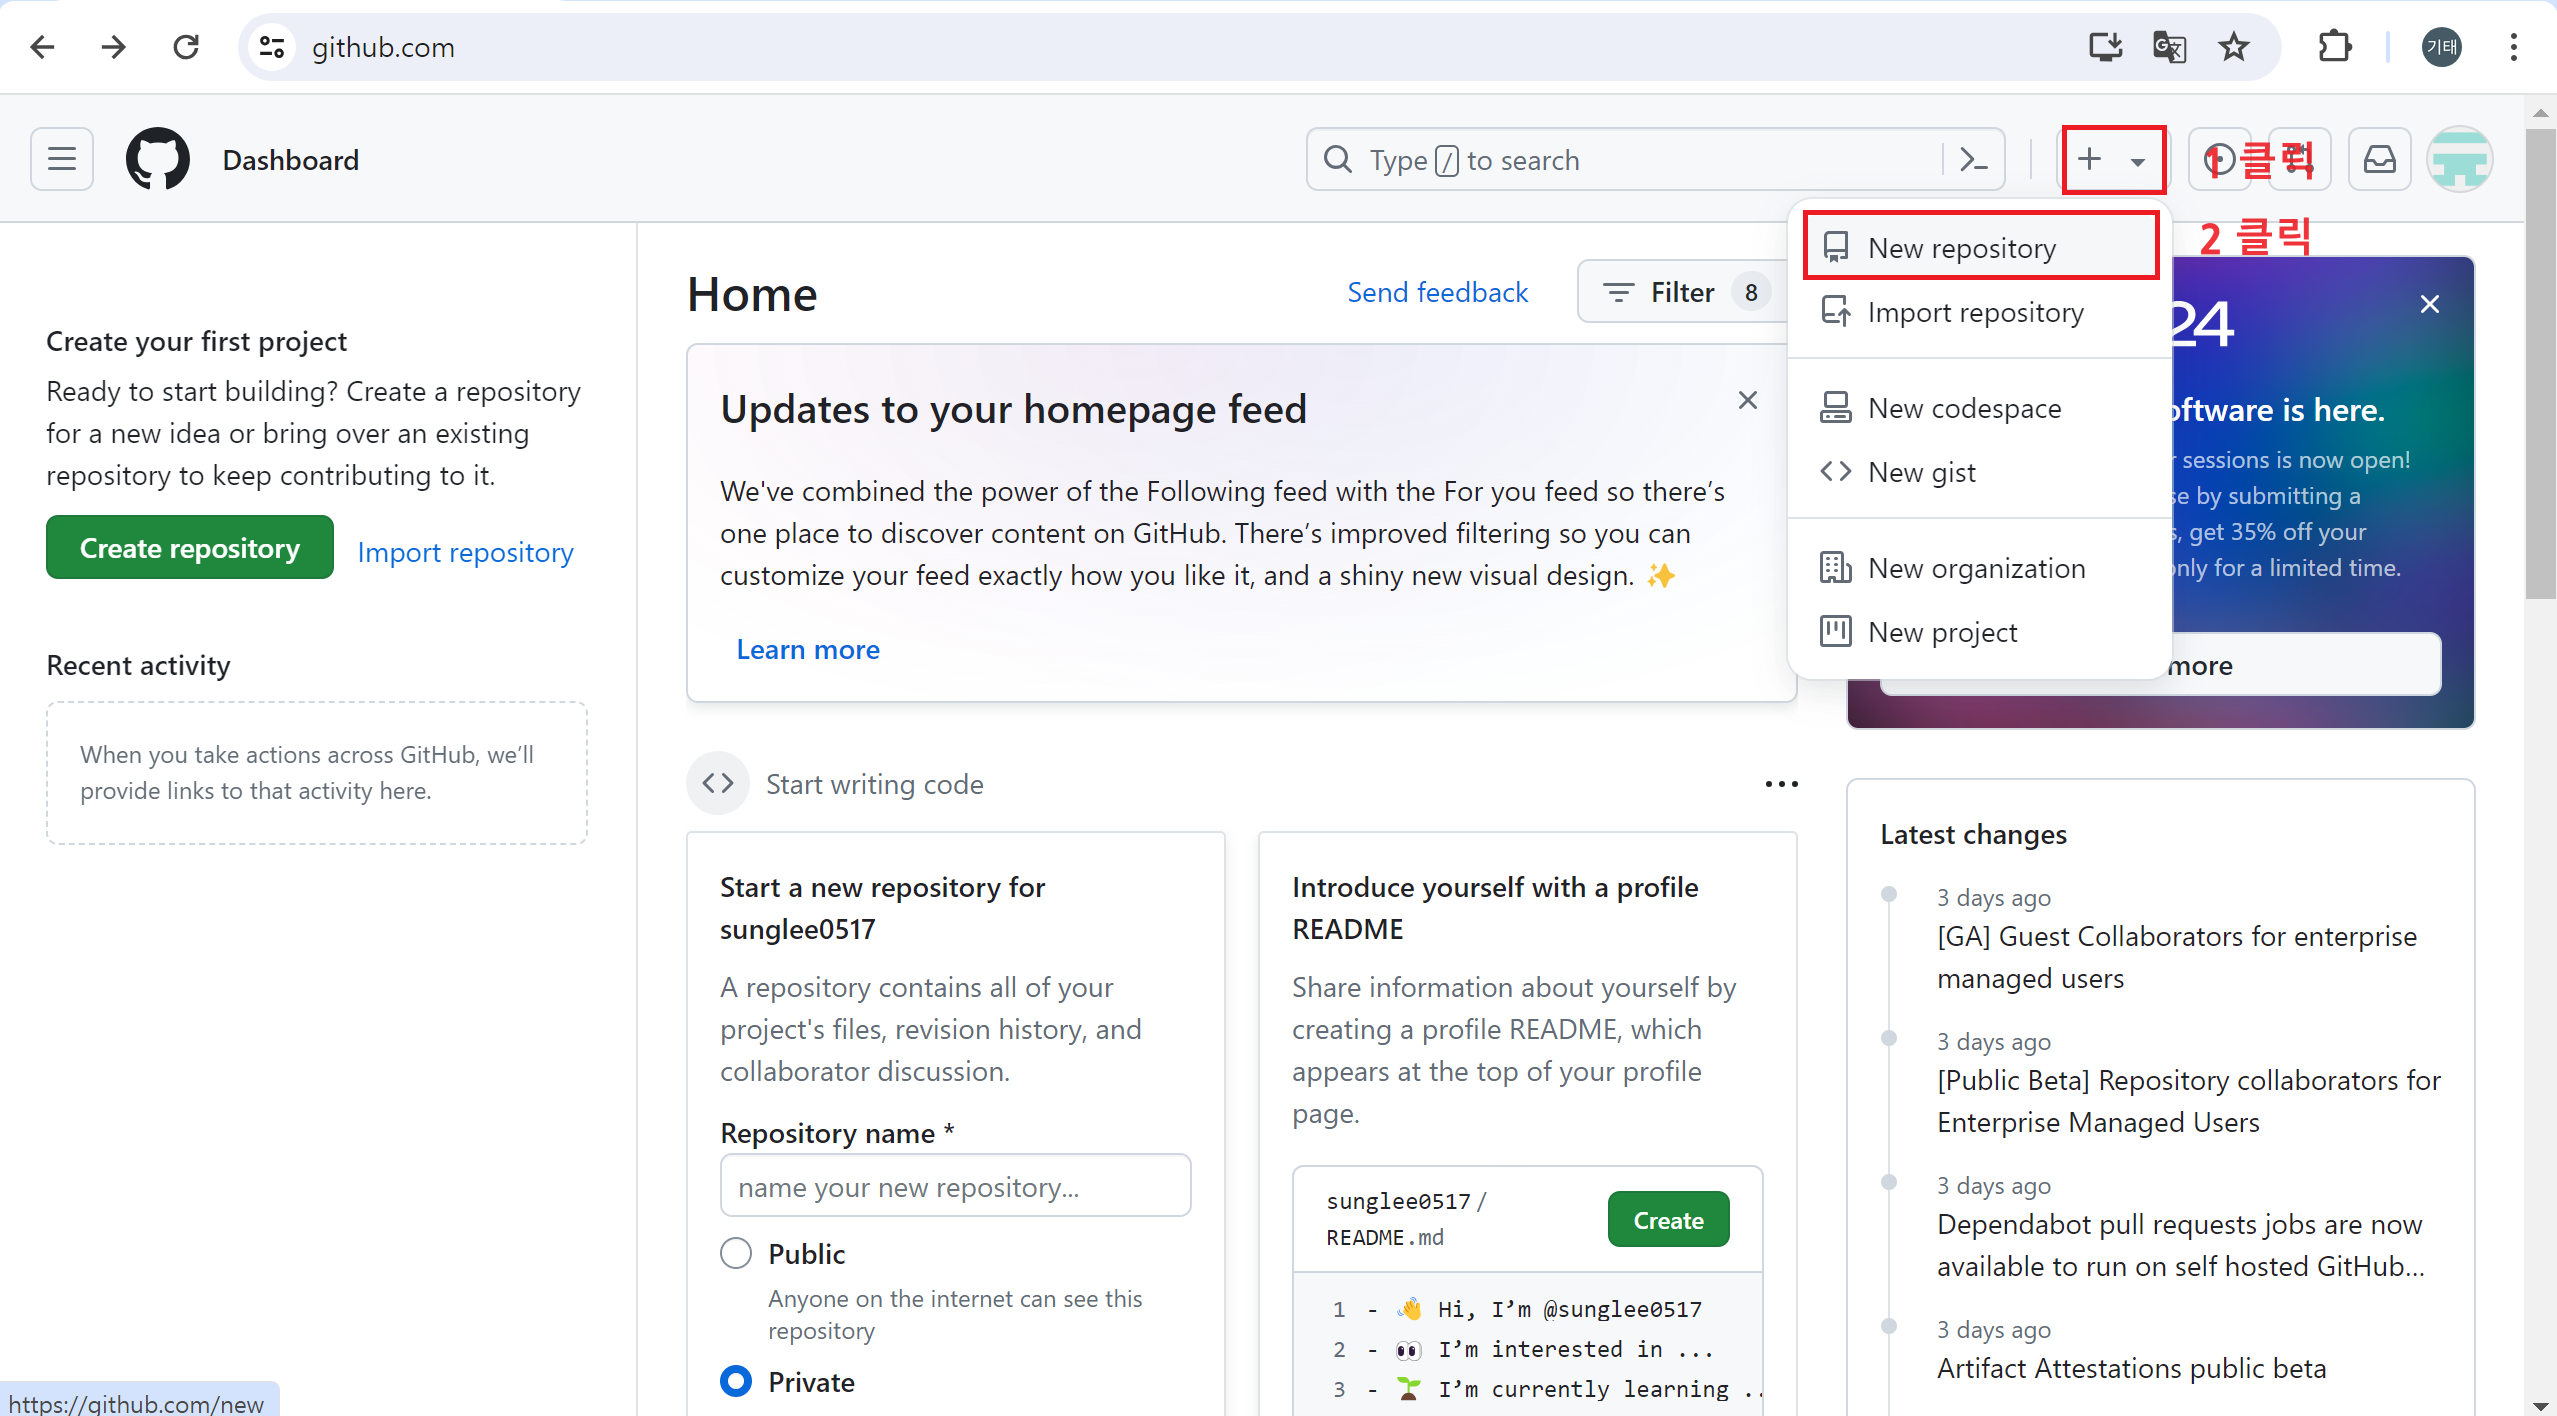 github.com
기태
Dashboard
Type / to search
1 클릭
2 클릭
New repository
Import repository
New codespace
New gist
New organization
New project
Create your first project
Ready to start building? Create a repository
for a new idea or bring over an existing
repository to keep contributing to it.
Create repository
Import repository
Recent activity
When you take actions across GitHub, we’ll
provide links to that activity here.
Home
Send feedback
Filter 8
Updates to your homepage feed
We've combined the power of the Following feed with the For you feed so there’s
one place to discover content on GitHub. There’s improved filtering so you can
customize your feed exactly how you like it, and a shiny new visual design. ✨
Learn more
24
is here.
sessions is now open!
by submitting a
get 35% off your
for a limited time.
more
Start writing code
Start a new repository for
sunglee0517
A repository contains all of your
project's files, revision history, and
collaborator discussion.
Repository name *
name your new repository...
Public
Anyone on the internet can see this
repository
Private
Introduce yourself with a profile
README
Share information about yourself by
creating a profile README, which
appears at the top of your profile
page.
sunglee0517 /
README.md
Create
1 - 👋 Hi, I’m @sunglee0517
2 - 👀 I’m interested in ...
3 - 🌱 I’m currently learning ..
Latest changes
3 days ago
[GA] Guest Collaborators for enterprise
managed users
3 days ago
[Public Beta] Repository collaborators for
Enterprise Managed Users
3 days ago
Dependabot pull requests jobs are now
available to run on self hosted GitHub...
3 days ago
Artifact Attestations public beta
https://github.com/new